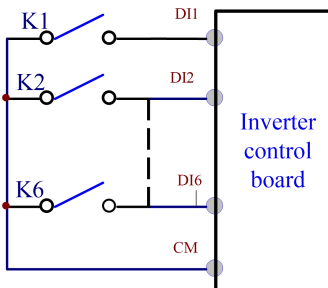 K1
DI1
K2
DI2
Inverter
control
board
K6
DI6
CM